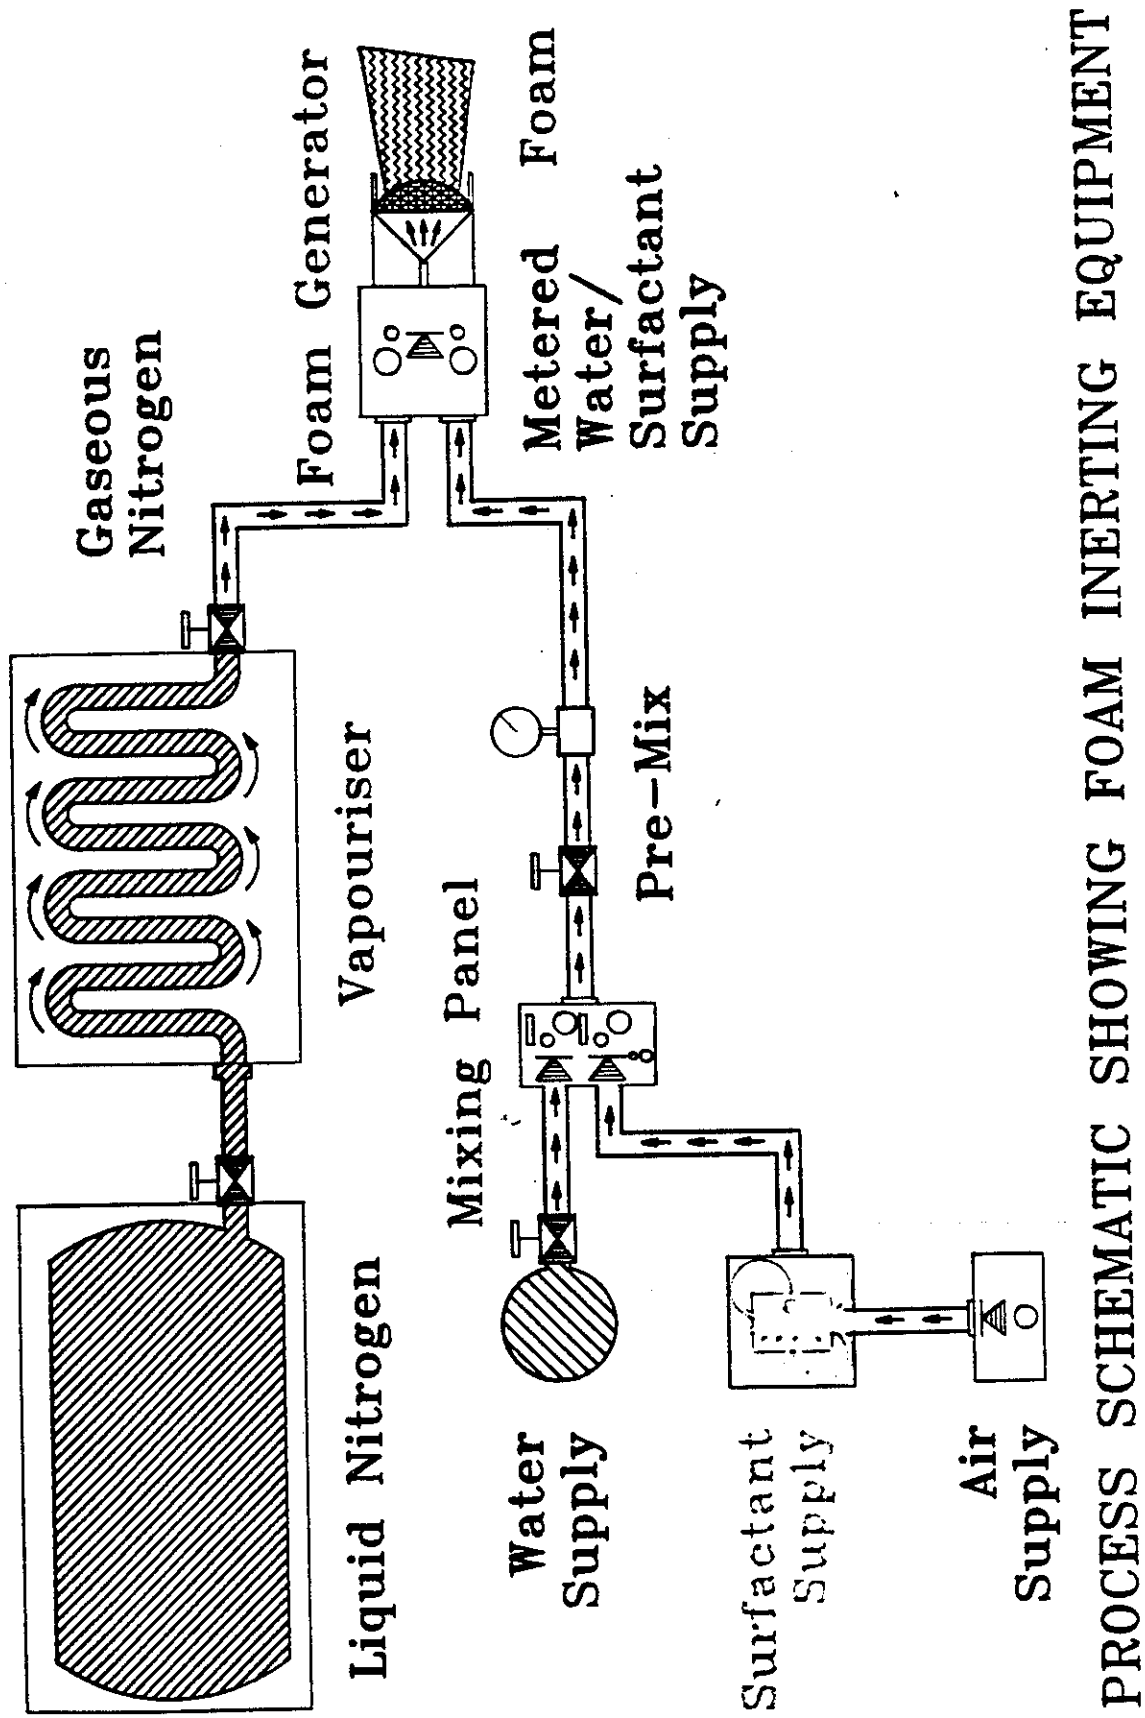 Liquid Nitrogen
Vapouriser
Gaseous
Nitrogen
Foam Generator
Foam
Mixing Panel
Pre-Mix
Metered
Water/
Surfactant
Supply
Water
Supply
Surfactant
Supply
Air
Supply
PROCESS SCHEMATIC SHOWING FOAM INERTING EQUIPMENT